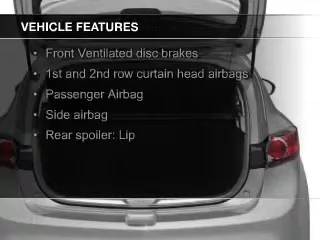 VEHICLE FEATURES
• Front Ventilated disc brakes
• 1st and 2nd row curtain head airbags
• Passenger Airbag
• Side airbag
• Rear spoiler: Lip